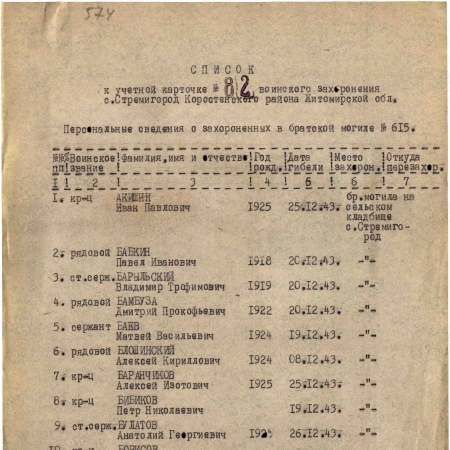 574
СПИСОК
к учетной карточке № 82 воинского захоронения
с.Стремигород Коростенского района Житомирской обл.
Персональные сведения о захороненных в братской могиле № 615.
№№ !Воинское !Фамилия,имя и отчество !Год !Дата !Место !Откуда
пп! звание ! !рожд.!гибели !захорон.!перезахор.
1 ! 2 ! 3 ! 4 ! 5 ! 6 ! 7
1. кр-ц АКИШИН бр.могила на
Иван Павлович 1925 25.12.43. сельском
кладбище
с.Стремиго-
род
2. рядовой БАБКИН
Павел Иванович 1918 20.12.43. -"-
3. ст.серж. БАРЫЛЬСКИЙ
Владимир Трофимович 1919 20.12.43. -"-
4. рядовой БАМБУЗА
Дмитрий Прокофьевич 1922 20.12.43. -"-
5. сержант БАЕВ
Матвей Васильевич 1924 19.12.43. -"-
6. рядовой БЛОШИНСКИЙ
Алексей Кириллович 1924 08.12.43. -"-
7. кр-ц БАРАНЧИКОВ
Алексей Изотович 1925 25.12.43. -"-
8. кр-ц БИБИКОВ
Петр Николаевич 19.12.43. -"-
9. ст.серж. БУЛАТОВ
Анатолий Георгиевич 26.12.43. -"-
10. БОРИСОВ